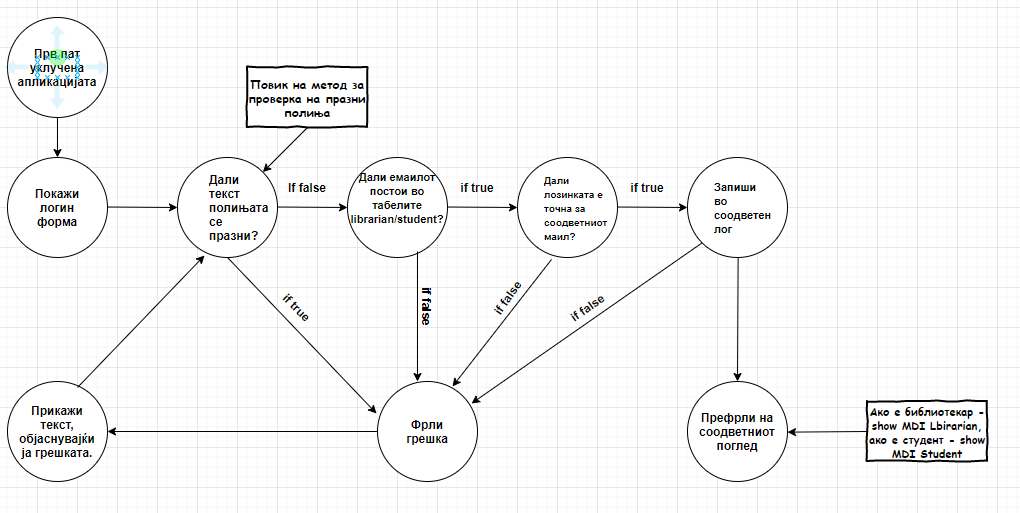 Прв пат
уклучена
апликацијата
Повик на метод за
проверка на празни
полиња
Покажи
логин
форма
Дали
текст
полињата
се
празни?
If false
Дали емаилот
постои во
табелите
librarian/student?
if true
Дали
лозинката е
точна за
соодветниот
маил?
if true
Запиши
во
соодветен
лог
if true
if false
if false
if false
Прикажи
текст,
објаснувајќи
ја грешката.
Фрли
грешка
Префрли на
соодветниот
поглед
Ако е библиотекар -
show MDI Lbirarian,
ако е студент - show
MDI Student